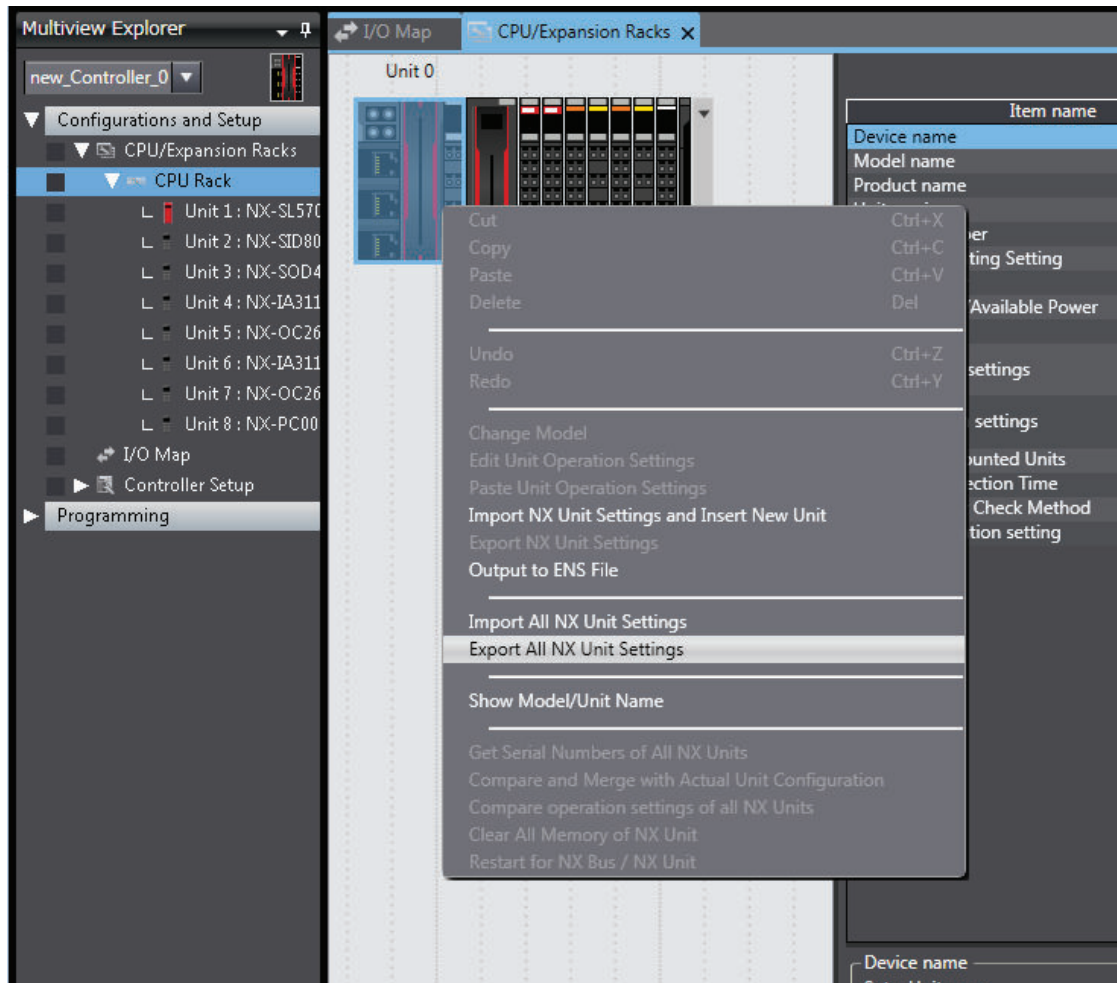 Multiview Explorer
new_Controller_0
Configurations and Setup
CPU/Expansion Racks
CPU Rack
Unit 1 : NX-SL570
Unit 2 : NX-SID80
Unit 3 : NX-SOD4
Unit 4 : NX-IA311
Unit 5 : NX-OC26
Unit 6 : NX-IA311
Unit 7 : NX-OC26
Unit 8 : NX-PC00
I/O Map
Controller Setup
Programming
I/O Map CPU/Expansion Racks
Unit 0
Cut Ctrl+X
Copy Ctrl+C
Paste Ctrl+V
Delete Del
Undo Ctrl+Z
Redo Ctrl+Y
Change Model
Edit Unit Operation Settings
Paste Unit Operation Settings
Import NX Unit Settings and Insert New Unit
Export NX Unit Settings
Output to ENS File
Import All NX Unit Settings
Export All NX Unit Settings
Show Model/Unit Name
Get Serial Numbers of All NX Units
Compare and Merge with Actual Unit Configuration
Compare operation settings of all NX Units
Clear All Memory of NX Unit
Restart for NX Bus / NX Unit
Item name
Device name
Model name
Product name
ting Setting
/Available Power
settings
settings
ounted Units
ection Time
Check Method
tion setting
Device name